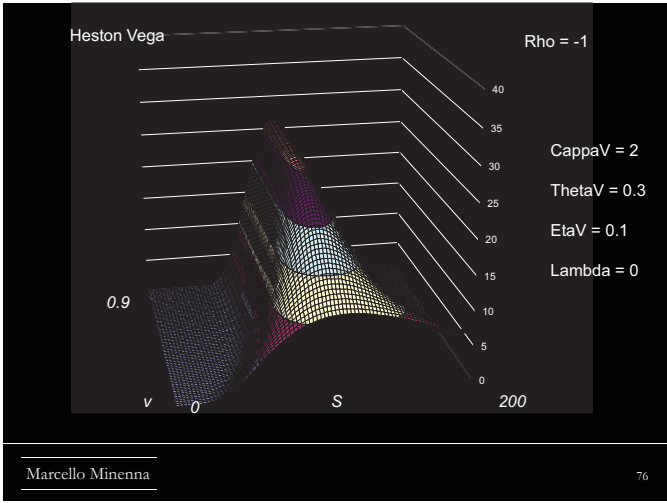 Heston Vega
Rho = -1
40
35
30
25
20
15
10
5
0
CappaV = 2
ThetaV = 0.3
EtaV = 0.1
Lambda = 0
0.9
v
0
S
200
Marcello Minenna
76